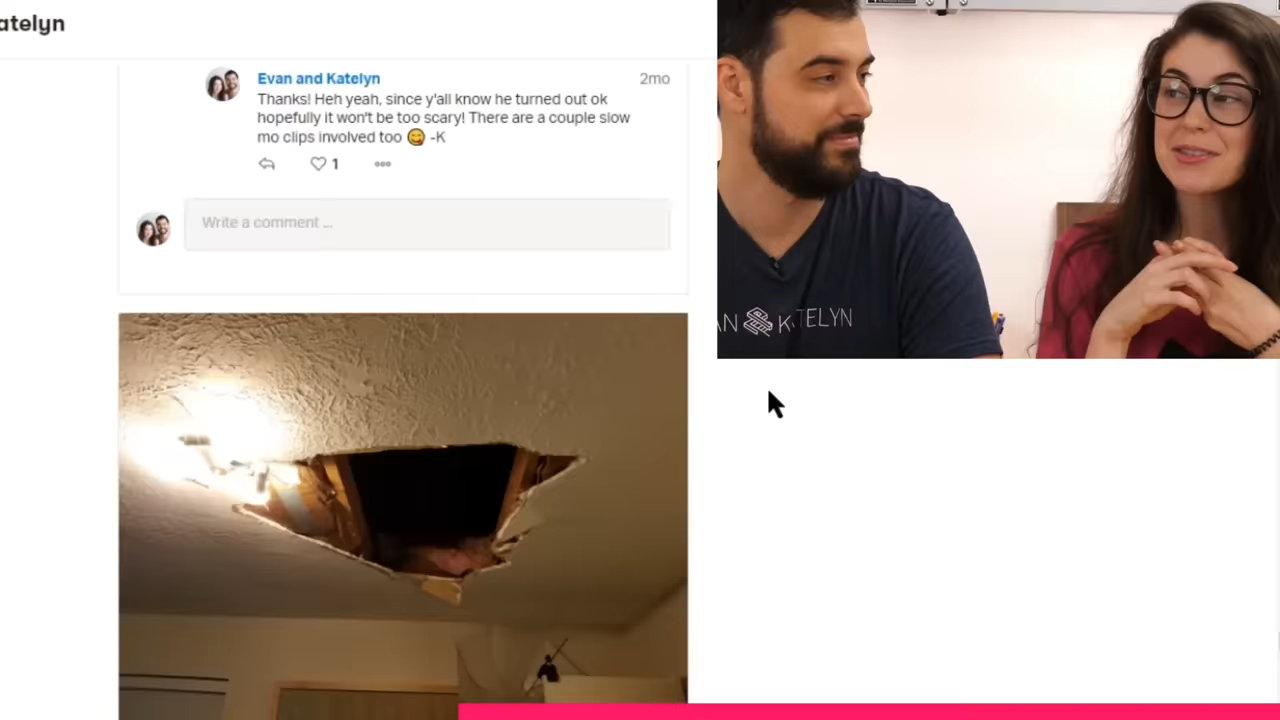 atelyn
Evan and Katelyn
2mo
Thanks! Heh yeah, since y'all know he turned out ok
hopefully it won't be too scary! There are a couple slow
mo clips involved too 😋 -K
1
Write a comment ...
AN K TELYN